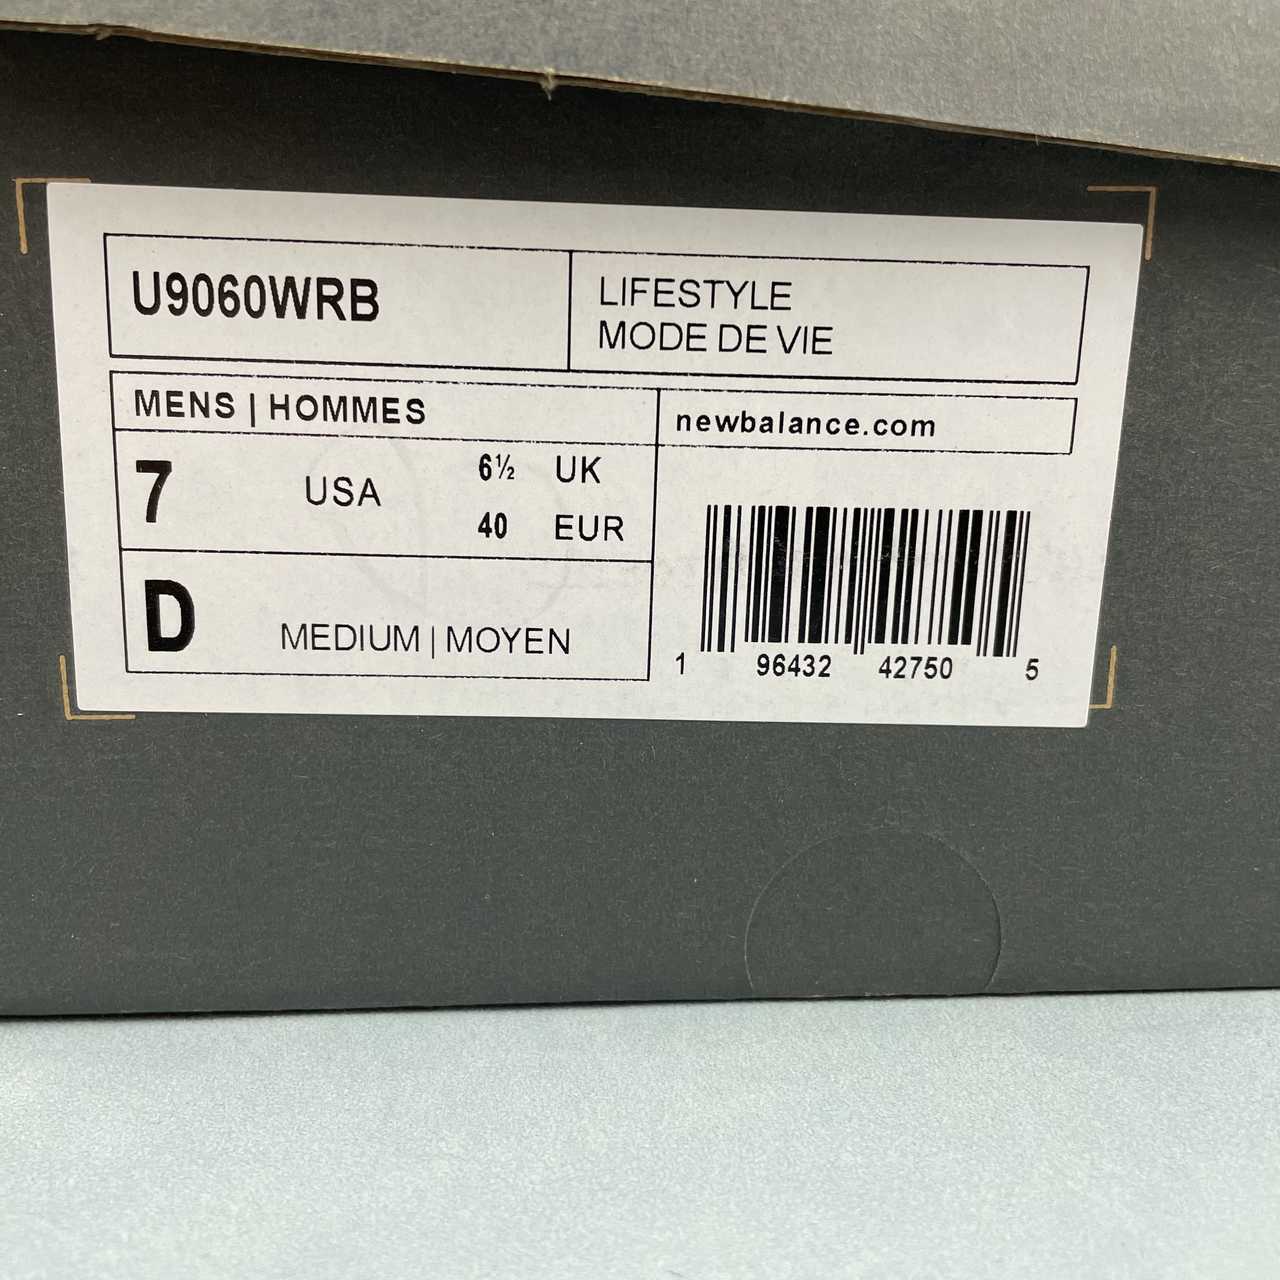 U9060WRB
LIFESTYLE
MODE DE VIE
MENS | HOMMES
newbalance.com
7 USA
6½ UK
40 EUR
D MEDIUM | MOYEN
1 96432 42750 5